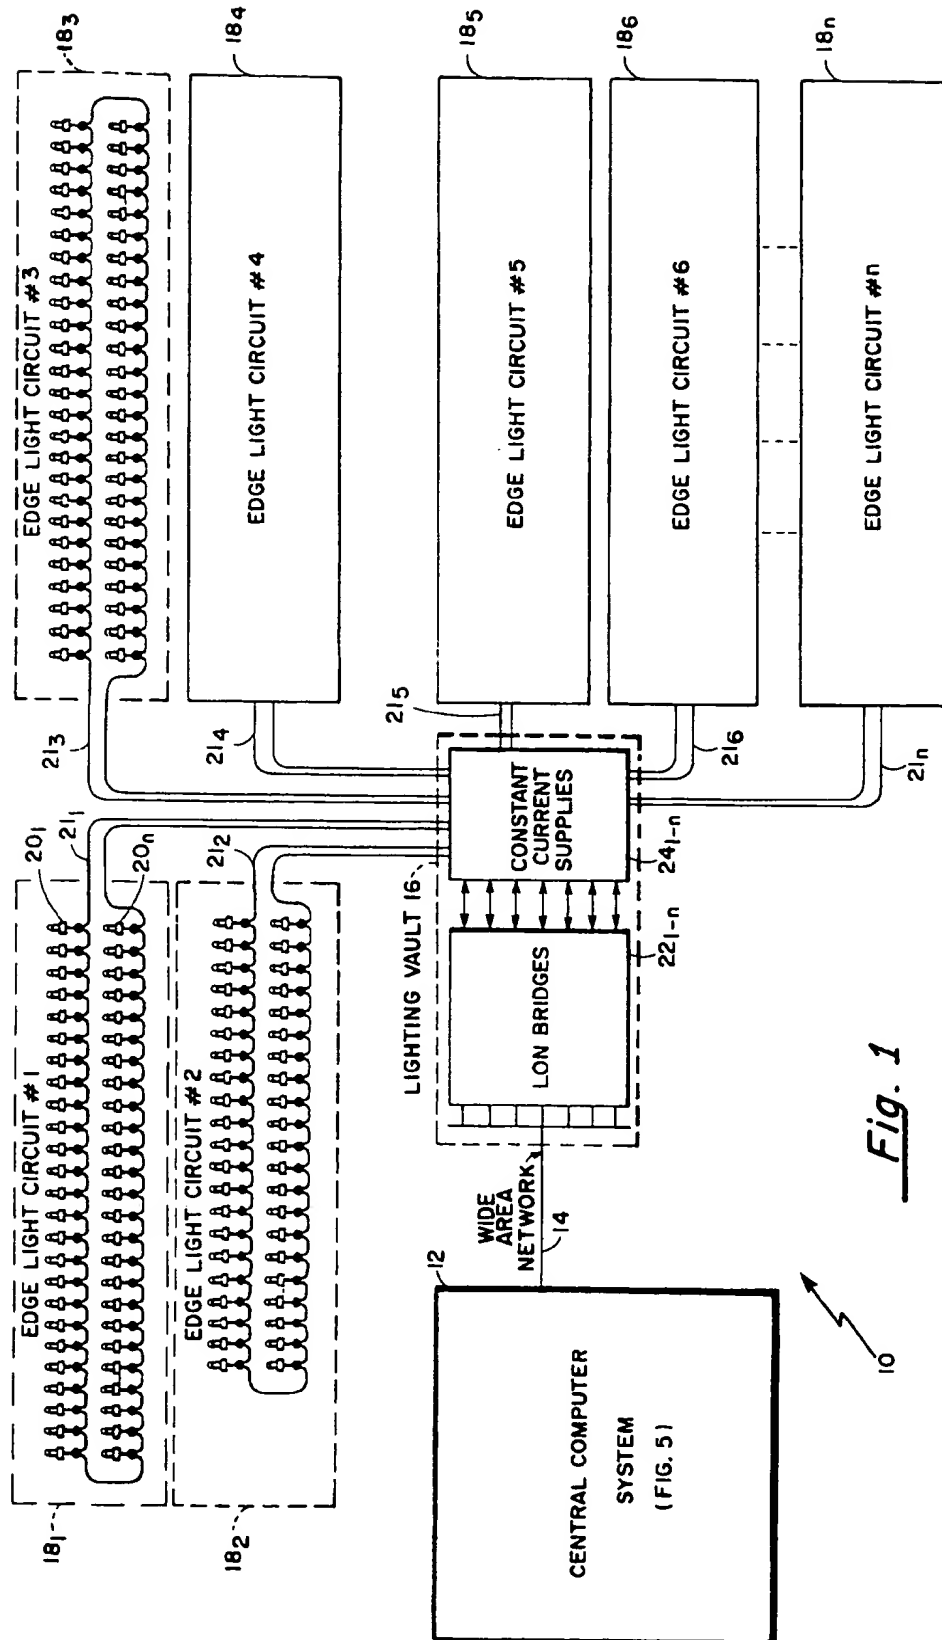 EDGE LIGHT CIRCUIT #1
18₁
20₁
20ₙ
21₁
EDGE LIGHT CIRCUIT #2
18₂
21₂
EDGE LIGHT CIRCUIT #3
18₃
21₃
EDGE LIGHT CIRCUIT #4
18₄
21₄
LIGHTING VAULT 16
CONSTANT
CURRENT
SUPPLIES
24₁₋ₙ
LON BRIDGES
22₁₋ₙ
EDGE LIGHT CIRCUIT #5
18₅
21₅
EDGE LIGHT CIRCUIT #6
18₆
21₆
EDGE LIGHT CIRCUIT #n
18ₙ
21ₙ
WIDE
AREA
NETWORK
14
12
CENTRAL COMPUTER
SYSTEM
(FIG. 5)
10
Fig. 1